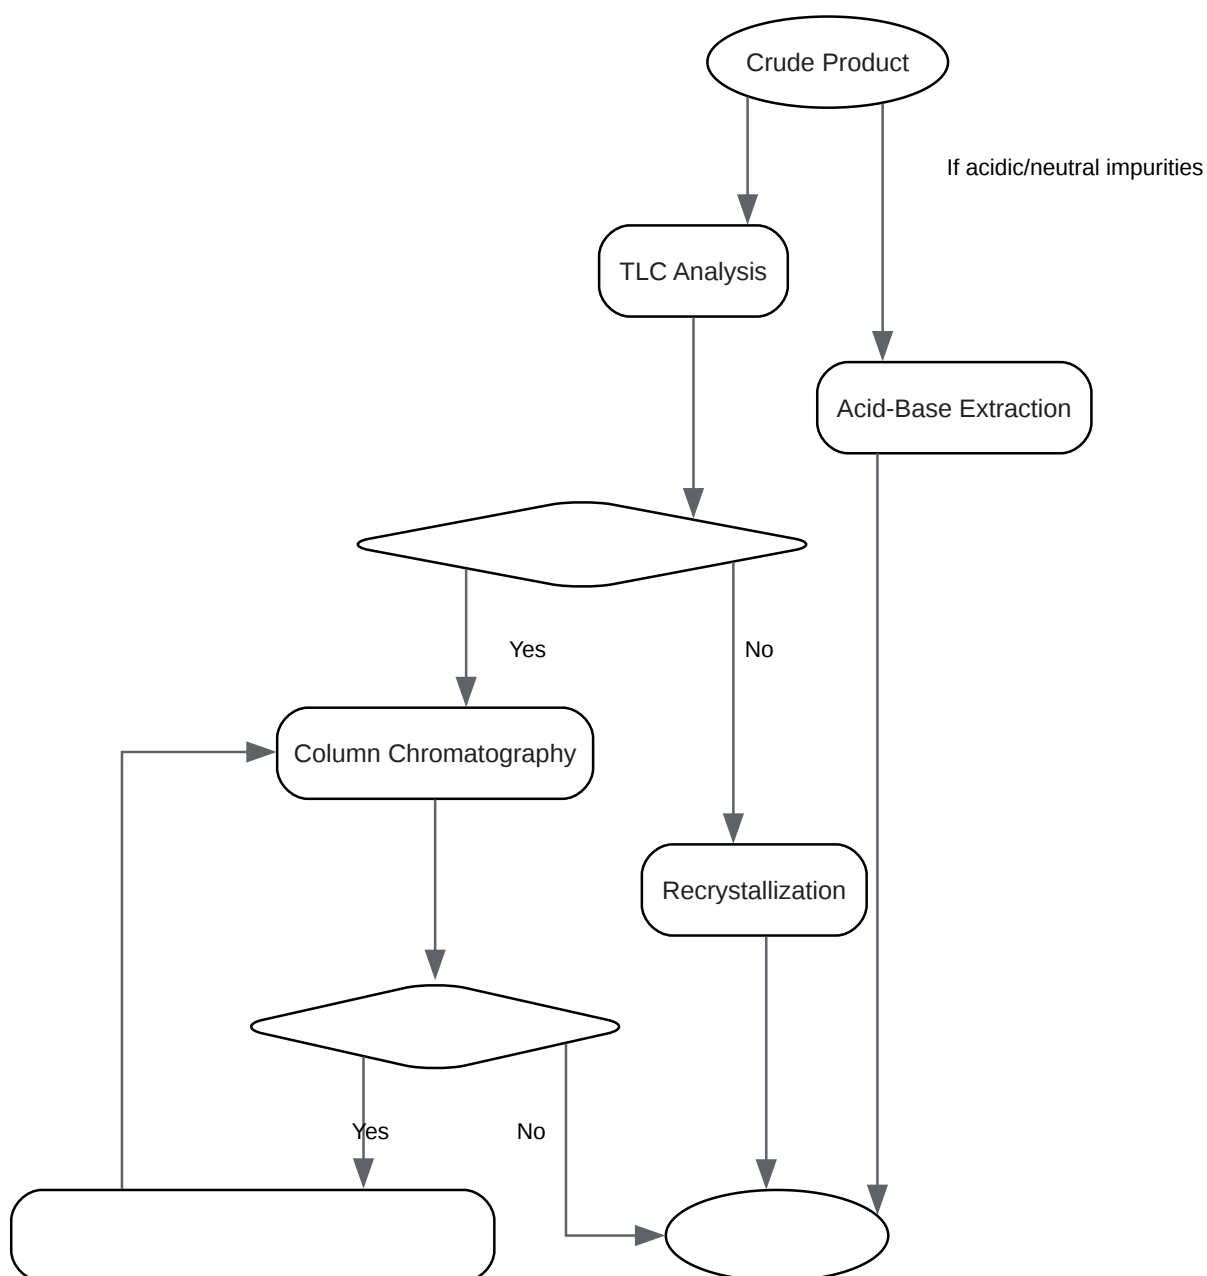 Crude Product
If acidic/neutral impurities
TLC Analysis
Acid-Base Extraction
Yes
No
Column Chromatography
Recrystallization
Yes
No